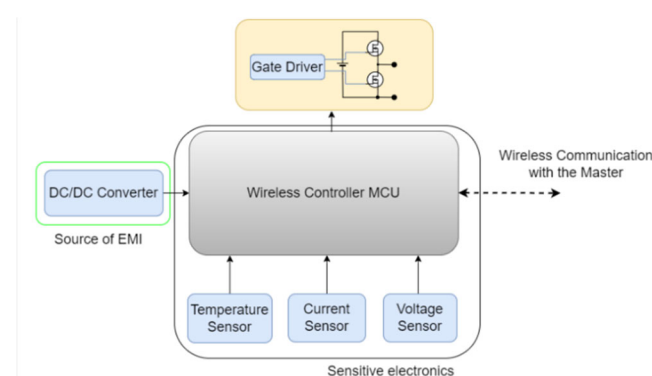 Gate Driver
Wireless Communication
with the Master
DC/DC Converter
Wireless Controller MCU
Source of EMI
Temperature
Sensor
Current
Sensor
Voltage
Sensor
Sensitive electronics